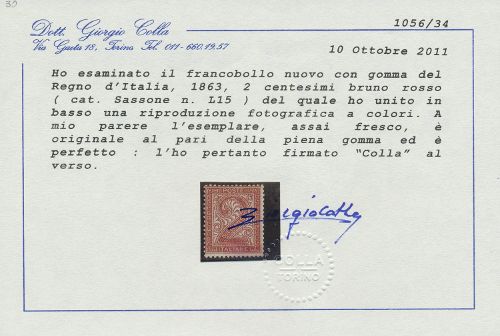 30
Dott. Giorgio Colla
Via Gaeta 18, Torino Tel. 011-660.19.57
1056/34
10 Ottobre 2011
Ho esaminato il francobollo nuovo con gomma del
Regno d'Italia, 1863, 2 centesimi bruno rosso
( cat. Sassone n. L15 ) del quale ho unito in
basso una riproduzione fotografica a colori. A
mio parere l'esemplare, assai fresco, è
originale al pari della piena gomma ed è
perfetto : l'ho pertanto firmato "Colla" al
verso.
GiorgioColla
COLLA
TORINO